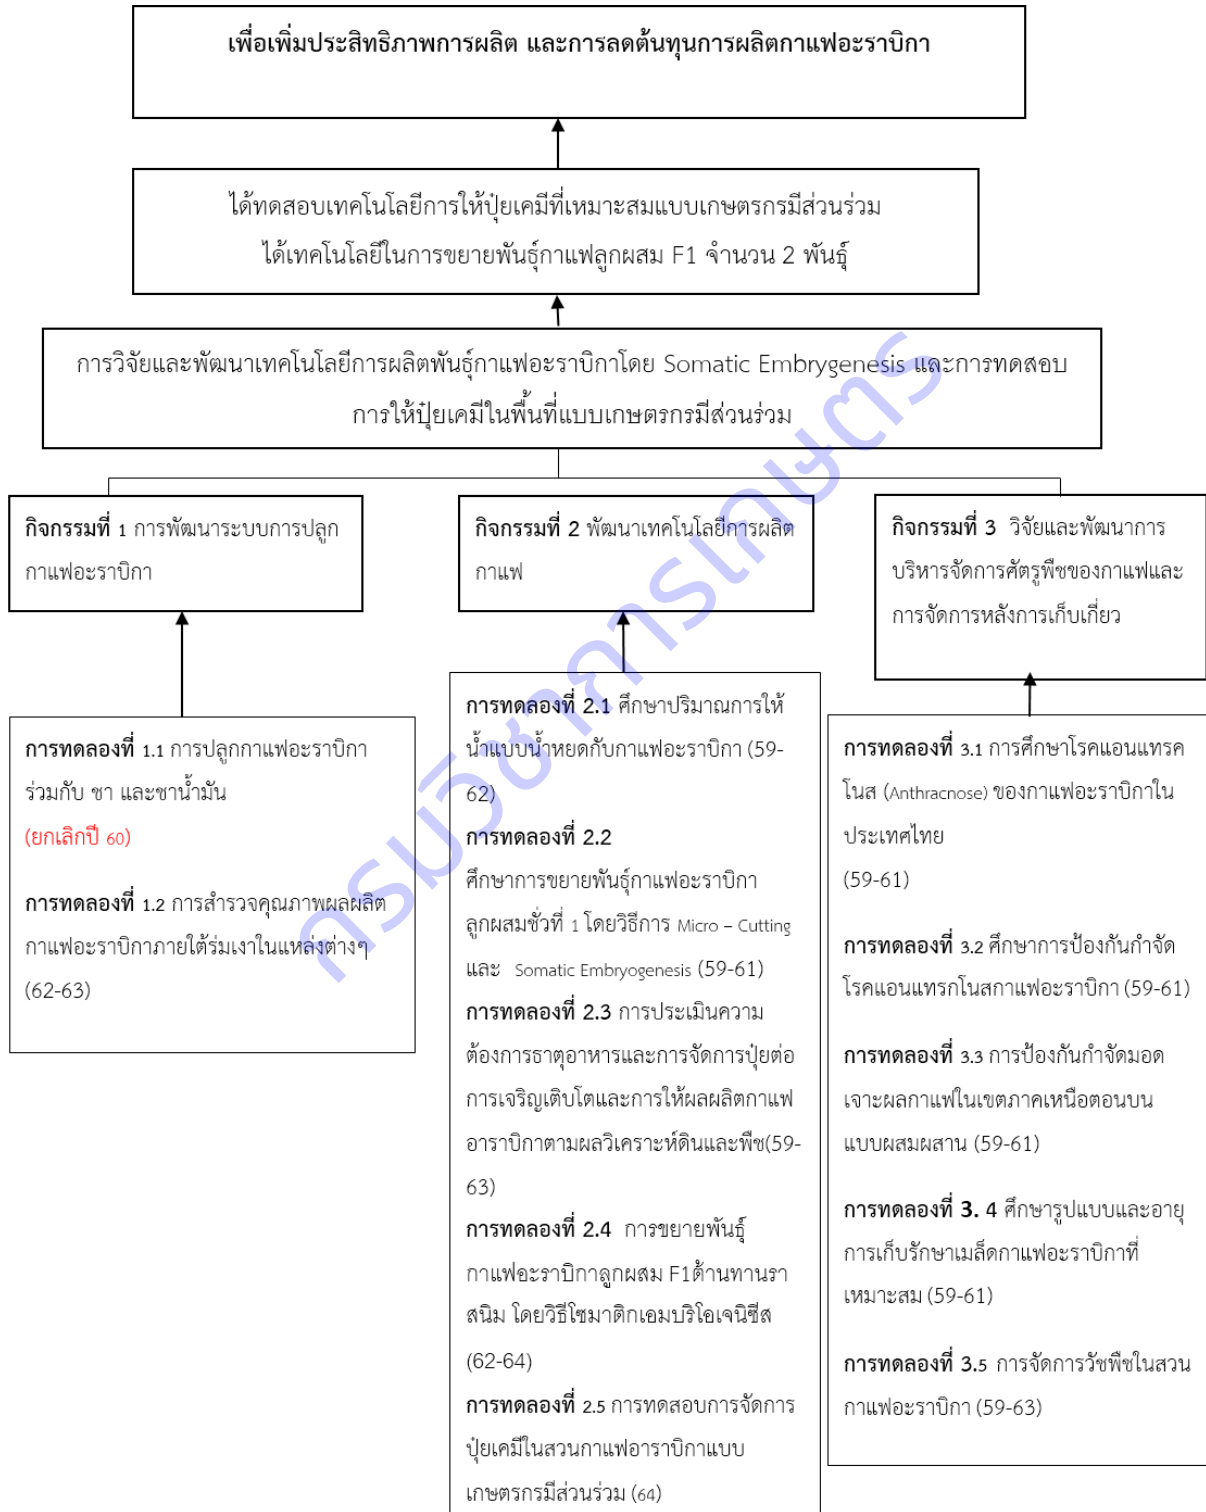 เพื่อเพิ่มประสิทธิภาพการผลิต และการลดต้นทุนการผลิตกาแฟอะราบิกา
ได้ทดสอบเทคโนโลยีการให้ปุ๋ยเคมีที่เหมาะสมแบบเกษตรกรมีส่วนร่วม
ได้เทคโนโลยีในการขยายพันธุ์กาแฟลูกผสม F1 จำนวน 2 พันธุ์
การวิจัยและพัฒนาเทคโนโลยีการผลิตพันธุ์กาแฟอะราบิกาโดย Somatic Embrygenesis และการทดสอบ
การให้ปุ๋ยเคมีในพื้นที่แบบเกษตรกรมีส่วนร่วม
กิจกรรมที่ 1 การพัฒนาระบบการปลูก
กาแฟอะราบิกา
การทดลองที่ 1.1 การปลูกกาแฟอะราบิกา
ร่วมกับ ชา และชาน้ำมัน
(ยกเลิกปี 60)
การทดลองที่ 1.2 การสำรวจคุณภาพผลผลิต
กาแฟอะราบิกาภายใต้ร่มเงาในแหล่งต่างๆ
(62-63)
กิจกรรมที่ 2 พัฒนาเทคโนโลยีการผลิต
กาแฟ
การทดลองที่ 2.1 ศึกษาปริมาณการให้
น้ำแบบน้ำหยดกับกาแฟอะราบิกา (59-
62)
การทดลองที่ 2.2
ศึกษาการขยายพันธุ์กาแฟอะราบิกา
ลูกผสมชั่วที่ 1 โดยวิธีการ Micro – Cutting
และ Somatic Embryogenesis (59-61)
การทดลองที่ 2.3 การประเมินความ
ต้องการธาตุอาหารและการจัดการปุ๋ยต่อ
การเจริญเติบโตและการให้ผลผลิตกาแฟ
อาราบิกาตามผลวิเคราะห์ดินและพืช(59-
63)
การทดลองที่ 2.4 การขยายพันธุ์
กาแฟอะราบิกาลูกผสม F1ต้านทานรา
สนิม โดยวิธีโซมาติกเอมบริโอเจนิซีส
(62-64)
การทดลองที่ 2.5 การทดสอบการจัดการ
ปุ๋ยเคมีในสวนกาแฟอาราบิกาแบบ
เกษตรกรมีส่วนร่วม (64)
กิจกรรมที่ 3 วิจัยและพัฒนาการ
บริหารจัดการศัตรูพืชของกาแฟและ
การจัดการหลังการเก็บเกี่ยว
การทดลองที่ 3.1 การศึกษาโรคแอนแทรค
โนส (Anthracnose) ของกาแฟอะราบิกาใน
ประเทศไทย
(59-61)
การทดลองที่ 3.2 ศึกษาการป้องกันกำจัด
โรคแอนแทรกโนสกาแฟอะราบิกา (59-61)
การทดลองที่ 3.3 การป้องกันกำจัดมอด
เจาะผลกาแฟในเขตภาคเหนือตอนบน
แบบผสมผสาน (59-61)
การทดลองที่ 3. 4 ศึกษารูปแบบและอายุ
การเก็บรักษาเมล็ดกาแฟอะราบิกาที่
เหมาะสม (59-61)
การทดลองที่ 3.5 การจัดการวัชพืชในสวน
กาแฟอะราบิกา (59-63)
กรมวิชาการเกษตร